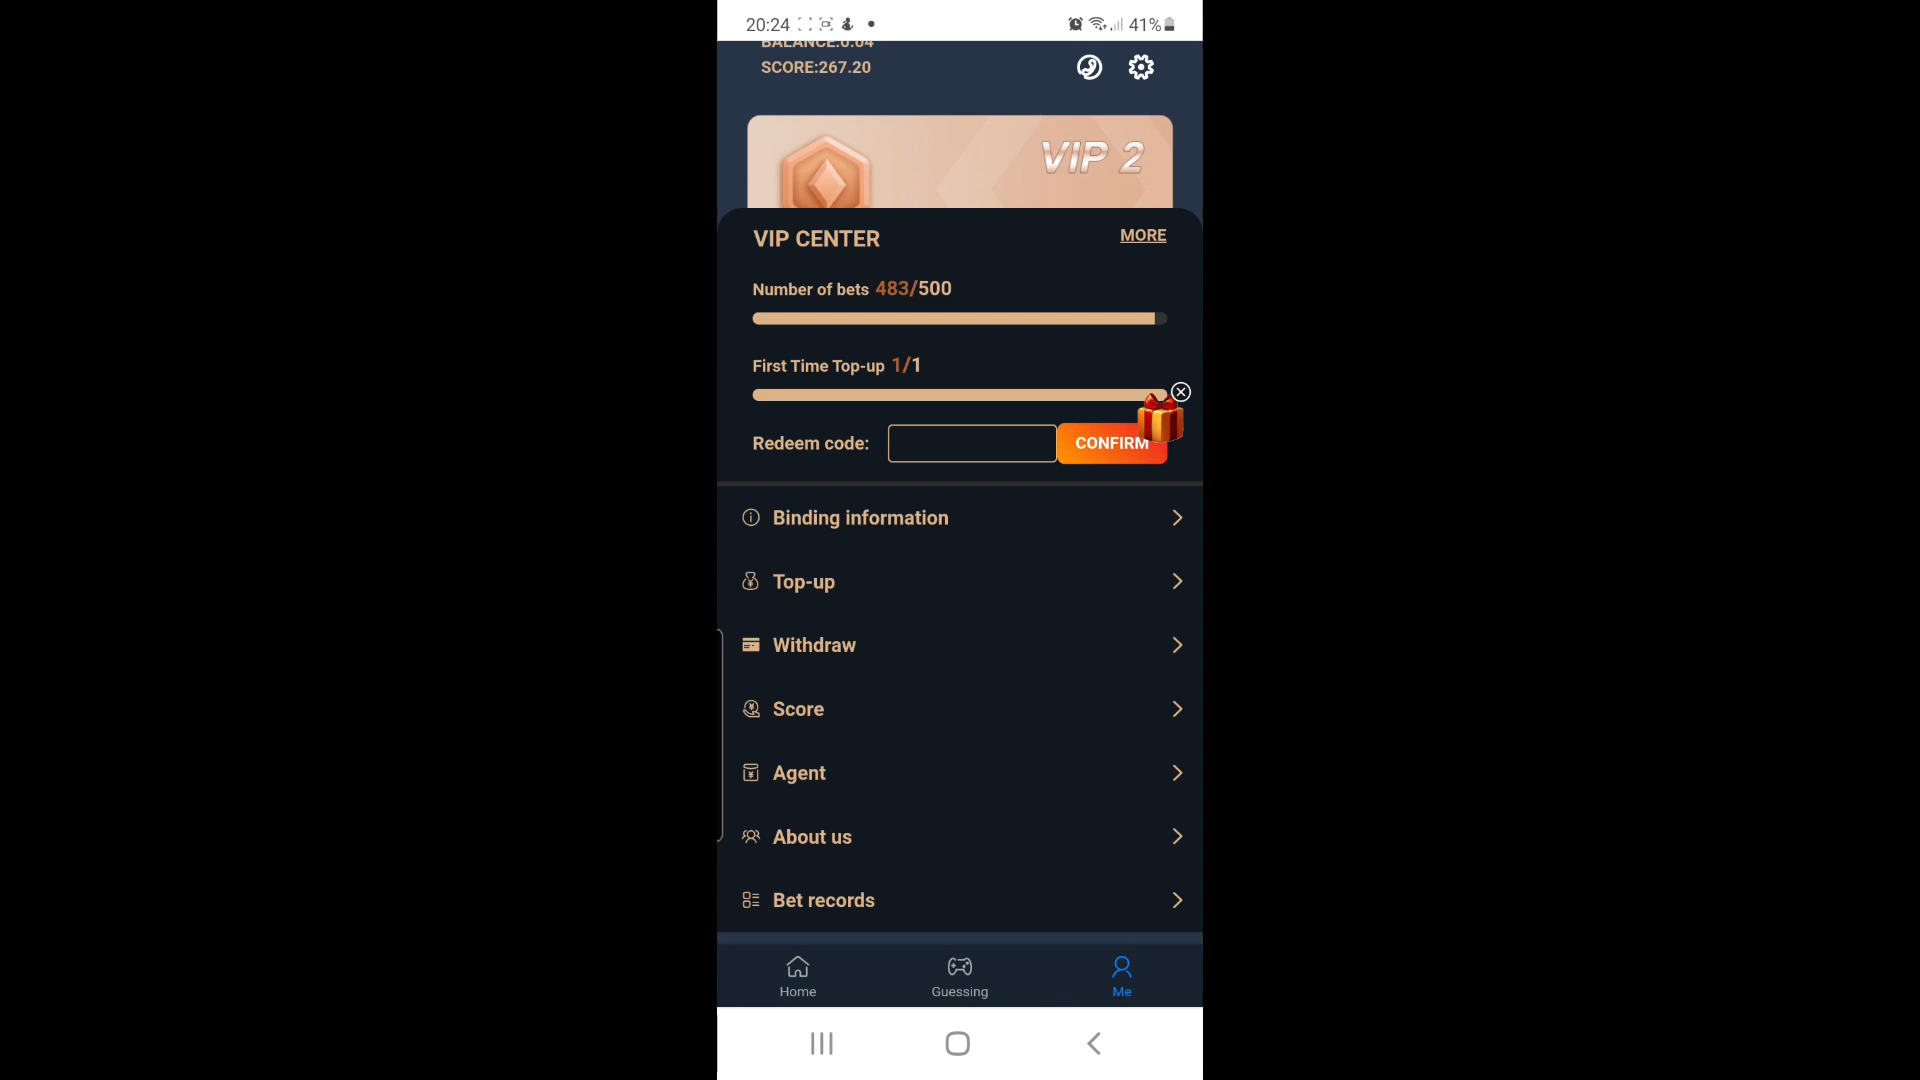 20:24 41%
BALANCE:0.04
SCORE:267.20
VIP 2
VIP CENTER MORE
Number of bets 483/500
First Time Top-up 1/1
Redeem code: CONFIRM
Binding information
Top-up
Withdraw
Score
Agent
About us
Bet records
Home Guessing Me